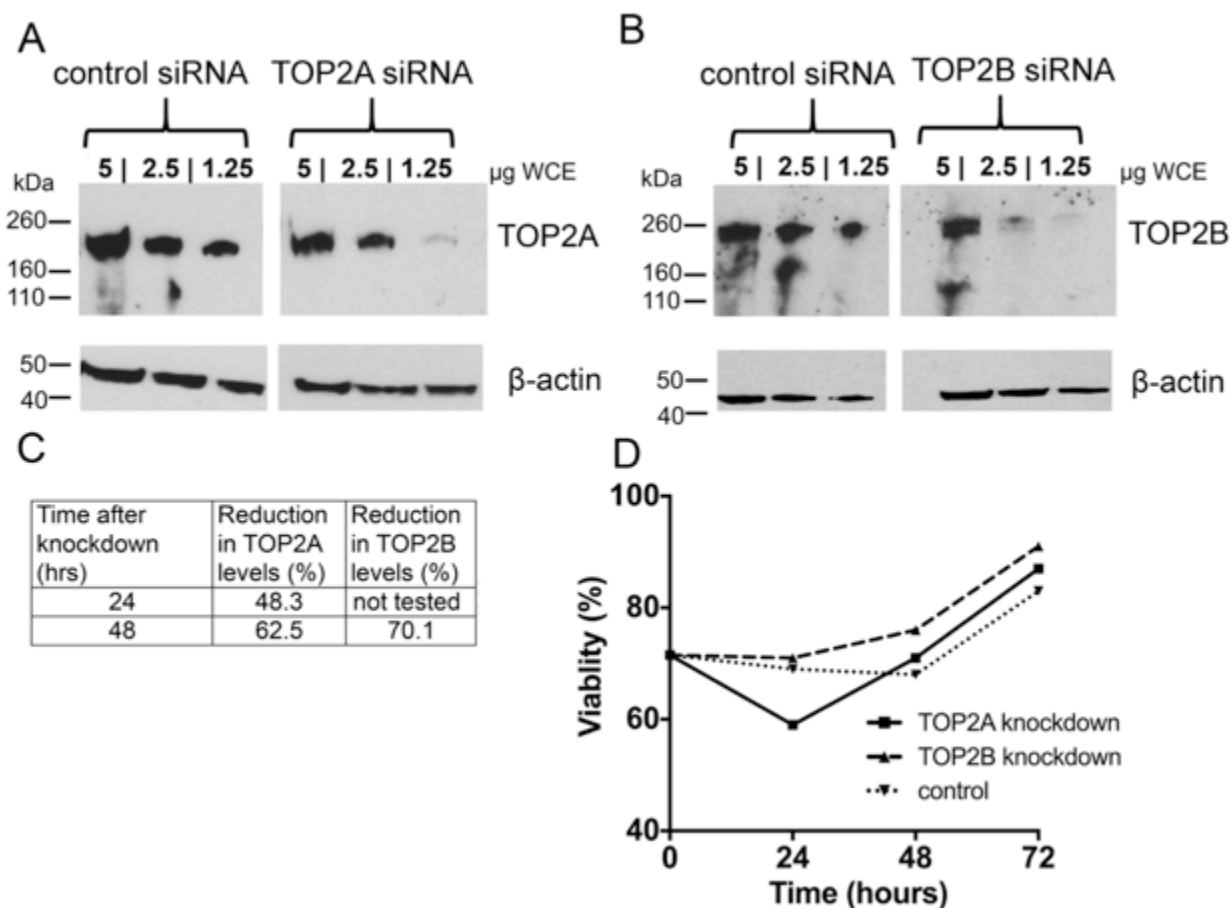 A
control siRNA TOP2A siRNA
5 | 2.5 | 1.25 5 | 2.5 | 1.25 µg WCE
kDa
260
160
110
TOP2A
50
40
β-actin
B
control siRNA TOP2B siRNA
5 | 2.5 | 1.25 5 | 2.5 | 1.25 µg WCE
kDa
260
160
110
TOP2B
50
40
β-actin
C
Time after knockdown (hrs)
Reduction in TOP2A levels (%)
Reduction in TOP2B levels (%)
24 48.3 not tested
48 62.5 70.1
D
100
80
60
40
Viablity (%)
TOP2A knockdown
TOP2B knockdown
control
0 24 48 72
Time (hours)